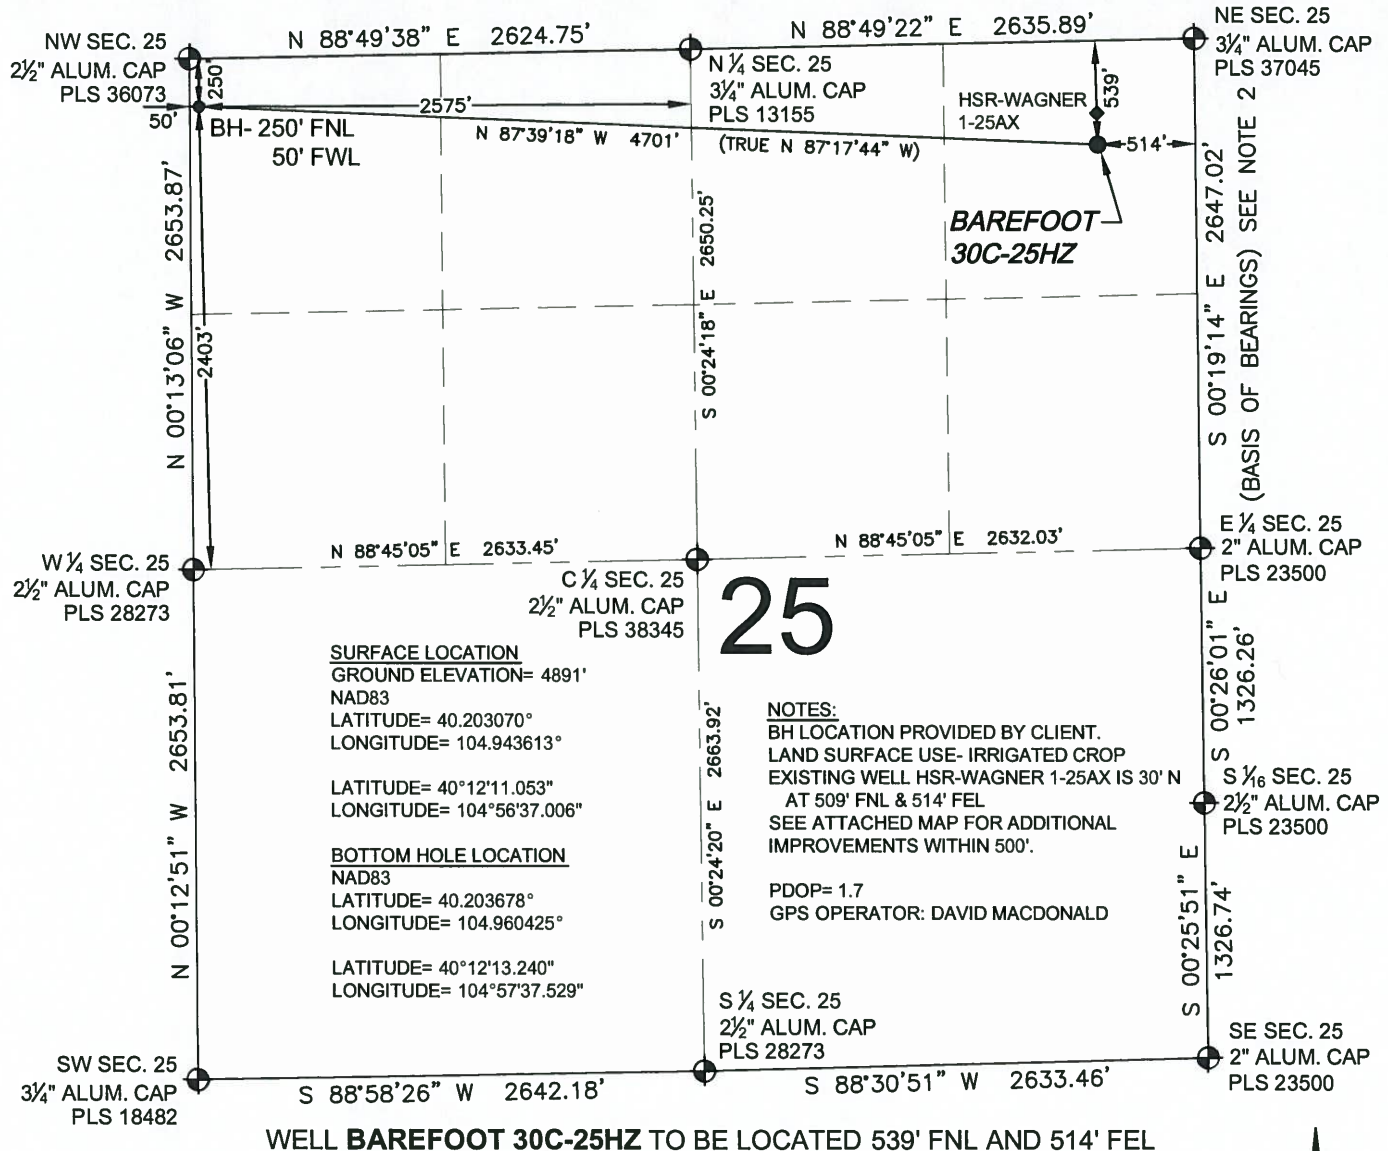 NW SEC. 25
2½" ALUM. CAP
PLS 36073
N 88°49'38" E 2624.75'
N 88°49'22" E 2635.89'
NE SEC. 25
3¼" ALUM. CAP
PLS 37045
N ¼ SEC. 25
3¼" ALUM. CAP
PLS 13155
250'
50'
2575'
BH- 250' FNL
50' FWL
N 87°39'18" W 4701'
(TRUE N 87°17'44" W)
HSR-WAGNER
1-25AX
539'
514'
BAREFOOT
30C-25HZ
N 00°13'06" W 2653.87'
2403'
S 00°24'18" E 2650.25'
S 00°19'14" E 2647.02'
(BASIS OF BEARINGS) SEE NOTE 2
W ¼ SEC. 25
2½" ALUM. CAP
PLS 28273
N 88°45'05" E 2633.45'
N 88°45'05" E 2632.03'
E ¼ SEC. 25
2" ALUM. CAP
PLS 23500
C ¼ SEC. 25
2½" ALUM. CAP
PLS 38345
25
SURFACE LOCATION
GROUND ELEVATION= 4891'
NAD83
LATITUDE= 40.203070°
LONGITUDE= 104.943613°
LATITUDE= 40°12'11.053"
LONGITUDE= 104°56'37.006"
BOTTOM HOLE LOCATION
NAD83
LATITUDE= 40.203678°
LONGITUDE= 104.960425°
LATITUDE= 40°12'13.240"
LONGITUDE= 104°57'37.529"
NOTES:
BH LOCATION PROVIDED BY CLIENT.
LAND SURFACE USE- IRRIGATED CROP
EXISTING WELL HSR-WAGNER 1-25AX IS 30' N
AT 509' FNL & 514' FEL
SEE ATTACHED MAP FOR ADDITIONAL
IMPROVEMENTS WITHIN 500'.
PDOP= 1.7
GPS OPERATOR: DAVID MACDONALD
N 00°12'51" W 2653.81'
S 00°24'20" E 2663.92'
S 00°26'01" E
1326.26'
S 1⁄16 SEC. 25
2½" ALUM. CAP
PLS 23500
S 00°25'51" E
1326.74'
S ¼ SEC. 25
2½" ALUM. CAP
PLS 28273
SE SEC. 25
2" ALUM. CAP
PLS 23500
SW SEC. 25
3¼" ALUM. CAP
PLS 18482
S 88°58'26" W 2642.18'
S 88°30'51" W 2633.46'
WELL BAREFOOT 30C-25HZ TO BE LOCATED 539' FNL AND 514' FEL